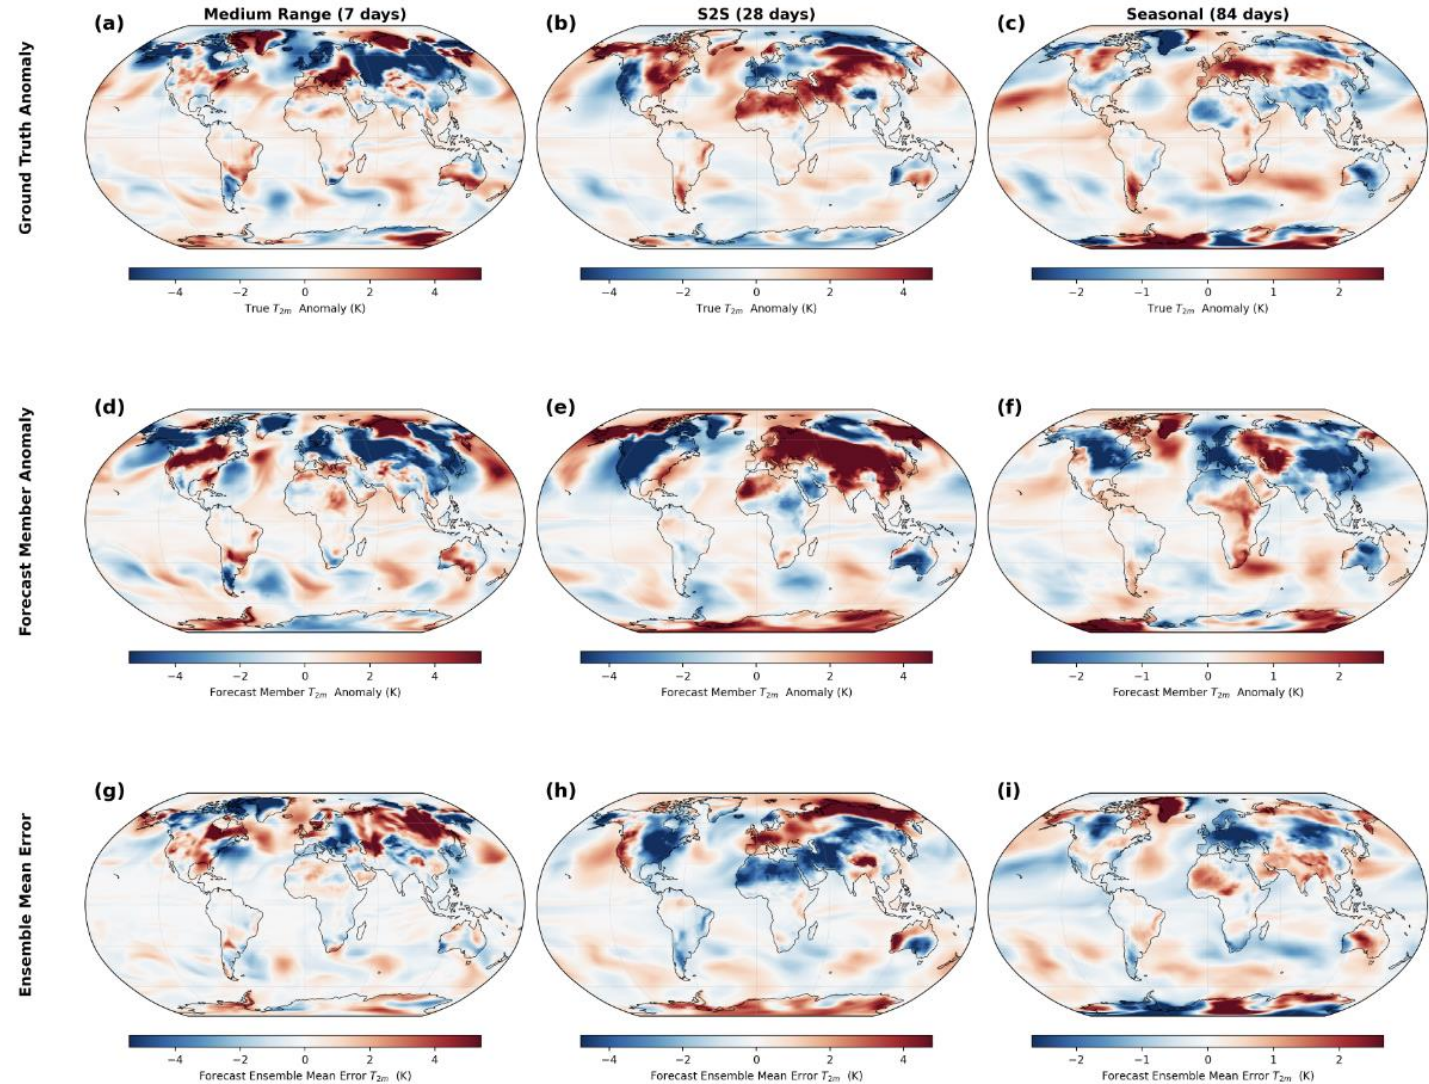 Medium Range (7 days)
S2S (28 days)
Seasonal (84 days)
Ground Truth Anomaly
(a)
(b)
(c)
−4 −2 0 2 4
True T2m Anomaly (K)
−4 −2 0 2 4
True T2m Anomaly (K)
−2 −1 0 1 2
True T2m Anomaly (K)
Forecast Member Anomaly
(d)
(e)
(f)
−4 −2 0 2 4
Forecast Member T2m Anomaly (K)
−4 −2 0 2 4
Forecast Member T2m Anomaly (K)
−2 −1 0 1 2
Forecast Member T2m Anomaly (K)
Ensemble Mean Error
(g)
(h)
(i)
−4 −2 0 2 4
Forecast Ensemble Mean Error T2m (K)
−4 −2 0 2 4
Forecast Ensemble Mean Error T2m (K)
−2 −1 0 1 2
Forecast Ensemble Mean Error T2m (K)